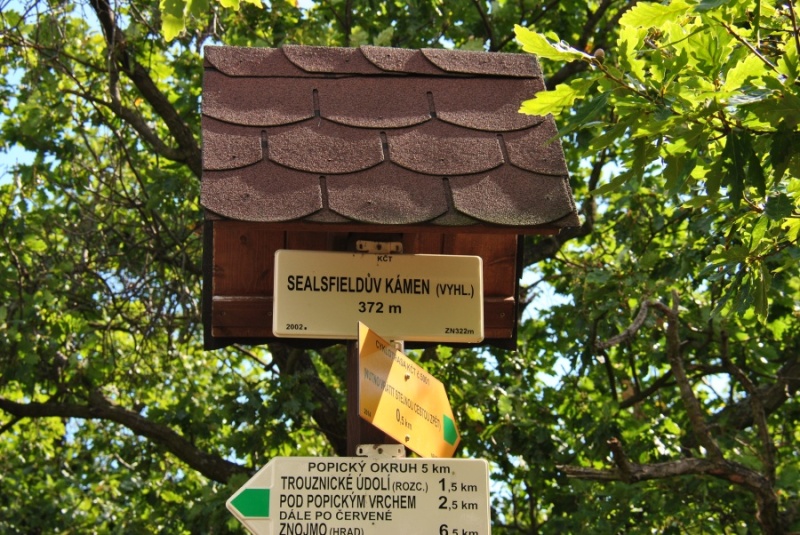 KČT
SEALSFIELDŮV KÁMEN (VYHL.)
372 m
2002 ZN322m
0,5 km
POPICKÝ OKRUH 5 km
TROUZNICKÉ ÚDOLÍ (ROZC.) 1,5 km
POD POPICKÝM VRCHEM 2,5 km
DÁLE PO ČERVENÉ
ZNOJMO (HRAD) 6,5 km